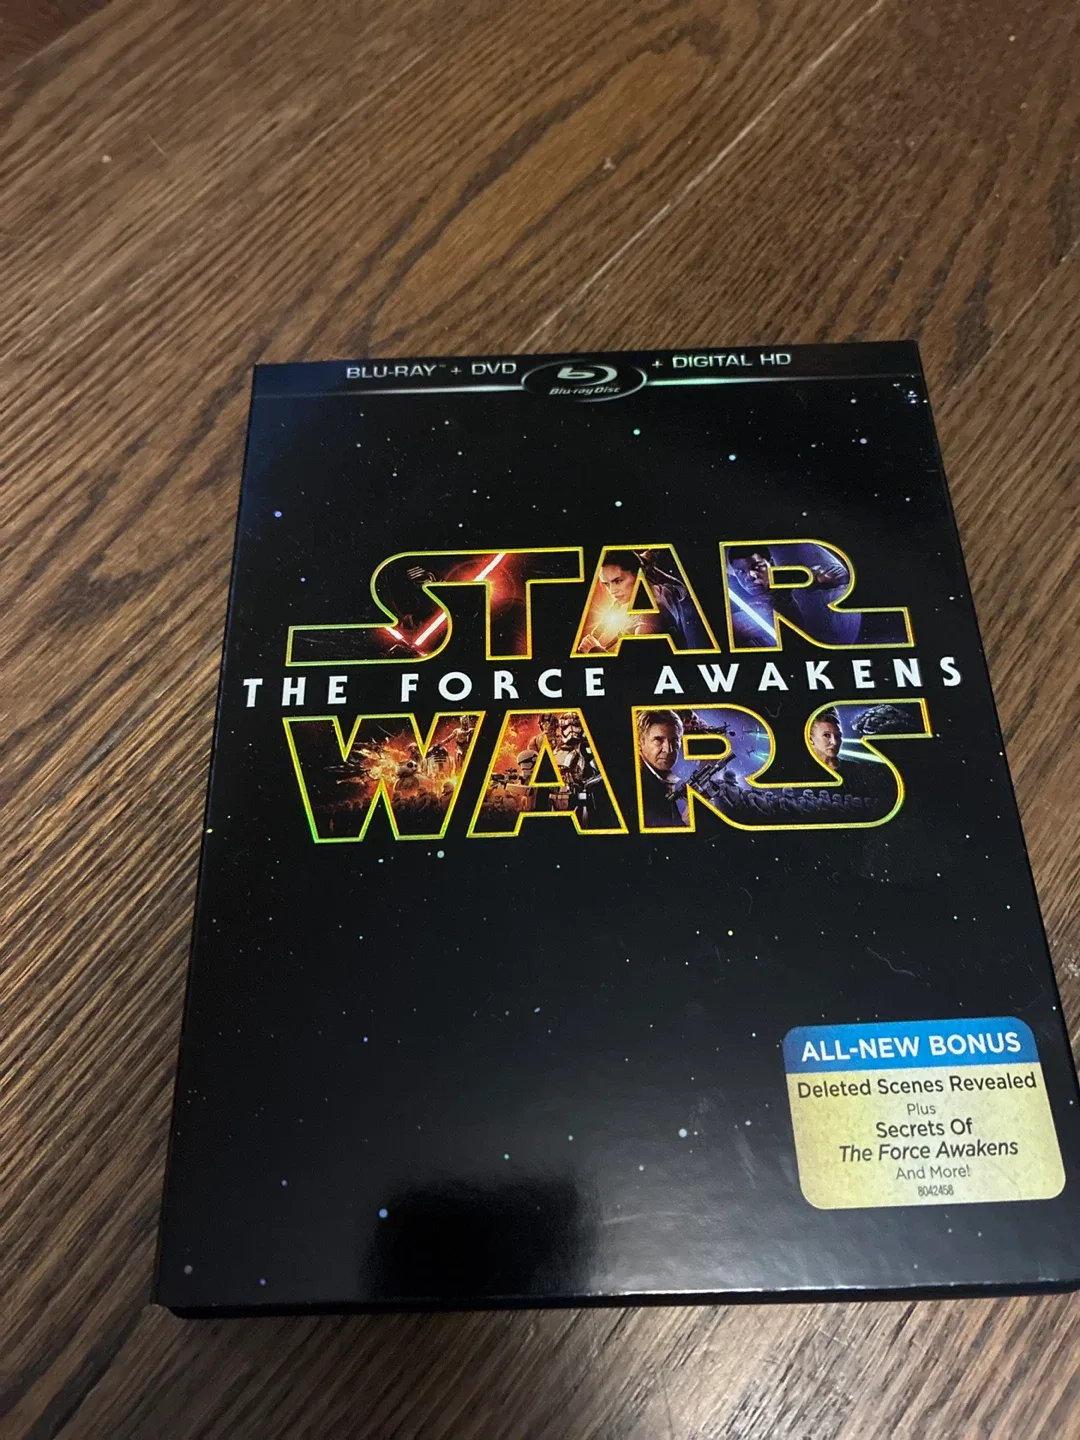 BLU-RAY™ + DVD
Blu-ray Disc
+ DIGITAL HD
STAR
THE FORCE AWAKENS
WARS
ALL-NEW BONUS
Deleted Scenes Revealed
Plus
Secrets Of
The Force Awakens
And More!
8042458